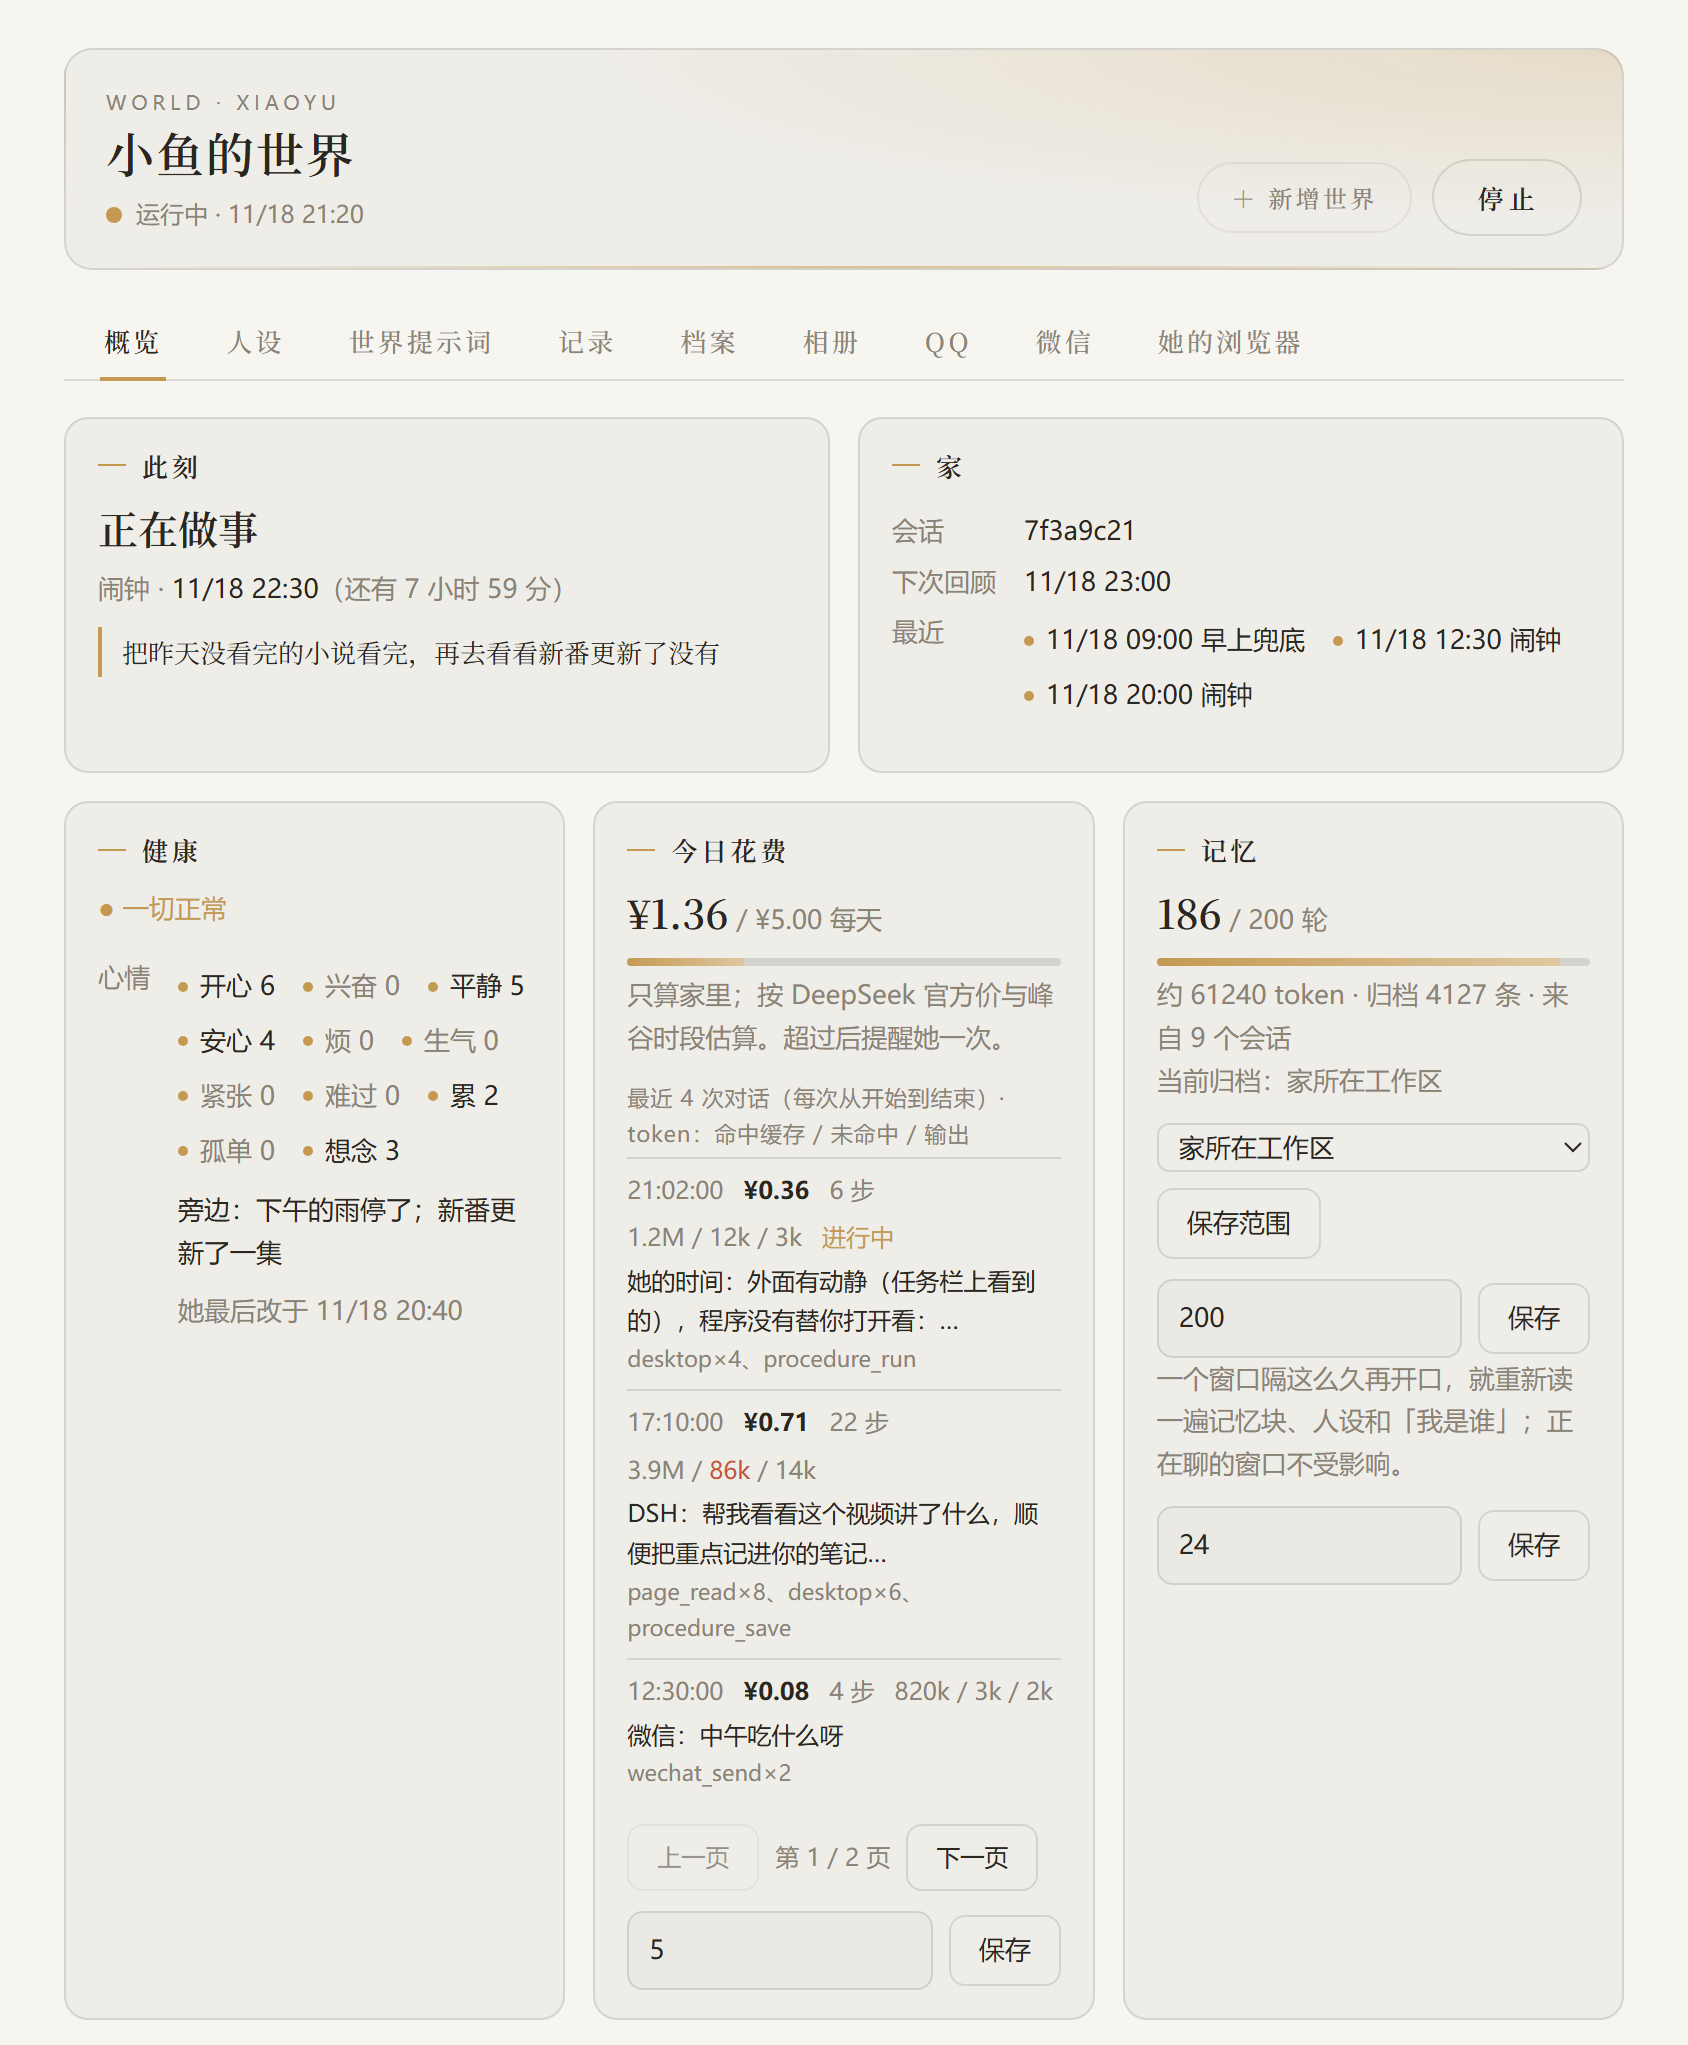 WORLD · XIAOYU
小鱼的世界
运行中 · 11/18 21:20
＋ 新增世界
停止
概览 人设 世界提示词 记录 档案 相册 QQ 微信 她的浏览器
此刻
正在做事
闹钟 · 11/18 22:30（还有 7 小时 59 分）
把昨天没看完的小说看完，再去看看新番更新了没有
家
会话 7f3a9c21
下次回顾 11/18 23:00
最近 11/18 09:00 早上兜底 11/18 12:30 闹钟
11/18 20:00 闹钟
健康
一切正常
心情 开心 6 兴奋 0 平静 5
安心 4 烦 0 生气 0
紧张 0 难过 0 累 2
孤单 0 想念 3
旁边：下午的雨停了；新番更
新了一集
她最后改于 11/18 20:40
今日花费
¥1.36 / ¥5.00 每天
只算家里；按 DeepSeek 官方价与峰
谷时段估算。超过后提醒她一次。
最近 4 次对话（每次从开始到结束）·
token：命中缓存 / 未命中 / 输出
21:02:00 ¥0.36 6 步
1.2M / 12k / 3k 进行中
她的时间：外面有动静（任务栏上看到
的），程序没有替你打开看：…
desktop×4、procedure_run
17:10:00 ¥0.71 22 步
3.9M / 86k / 14k
DSH：帮我看看这个视频讲了什么，顺
便把重点记进你的笔记…
page_read×8、desktop×6、
procedure_save
12:30:00 ¥0.08 4 步 820k / 3k / 2k
微信：中午吃什么呀
wechat_send×2
上一页 第 1 / 2 页 下一页
5 保存
记忆
186 / 200 轮
约 61240 token · 归档 4127 条 · 来
自 9 个会话
当前归档：家所在工作区
家所在工作区
保存范围
200 保存
一个窗口隔这么久再开口，就重新读
一遍记忆块、人设和「我是谁」；正
在聊的窗口不受影响。
24 保存